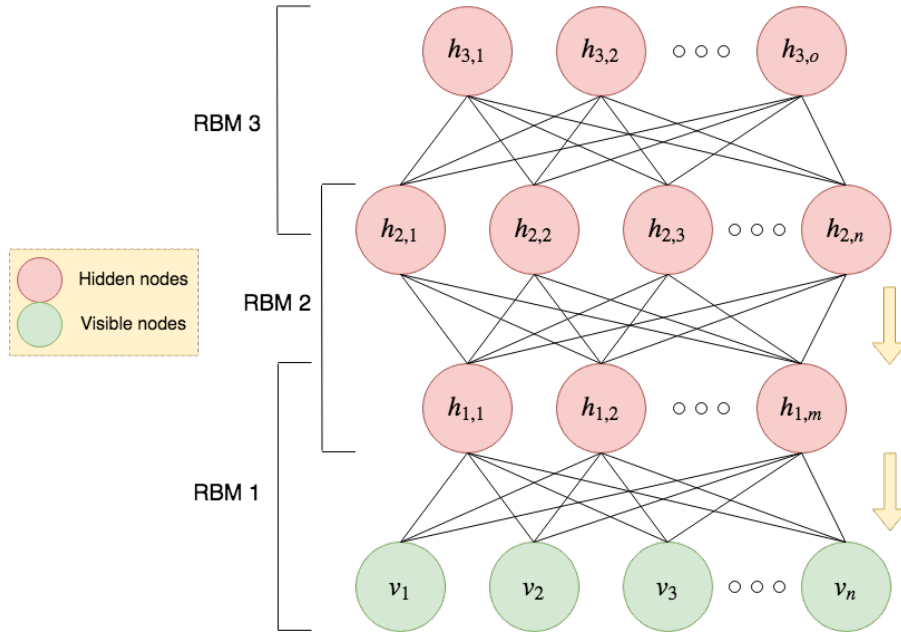 h3,1 h3,2 h3,o
RBM 3
h2,1 h2,2 h2,3 h2,n
Hidden nodes
Visible nodes
RBM 2
h1,1 h1,2 h1,m
RBM 1
v1 v2 v3 vn